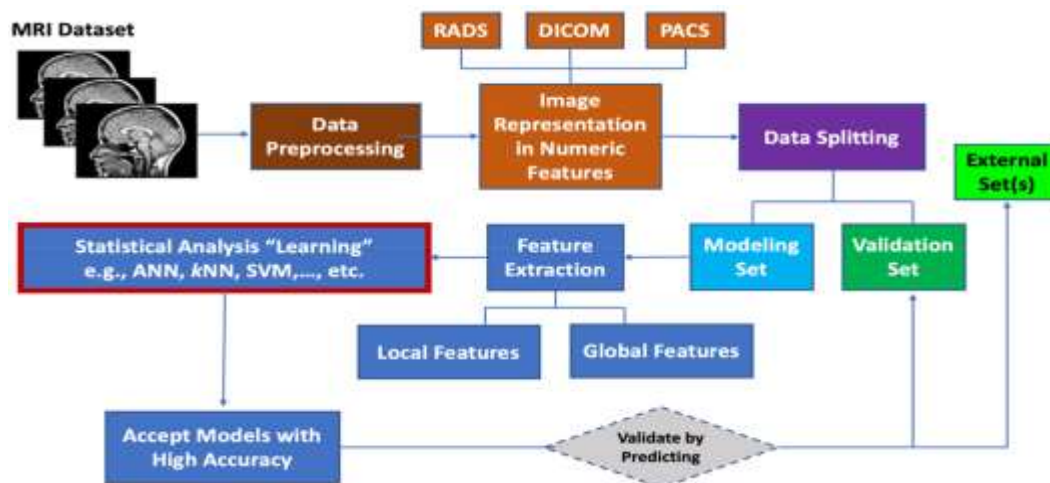 MRI Dataset
RADS
DICOM
PACS
Data
Preprocessing
Image
Representation
in Numeric
Features
Data Splitting
External
Set(s)
Statistical Analysis “Learning”
e.g., ANN, kNN, SVM,..., etc.
Feature
Extraction
Modeling
Set
Validation
Set
Local Features
Global Features
Accept Models with
High Accuracy
Validate by
Predicting